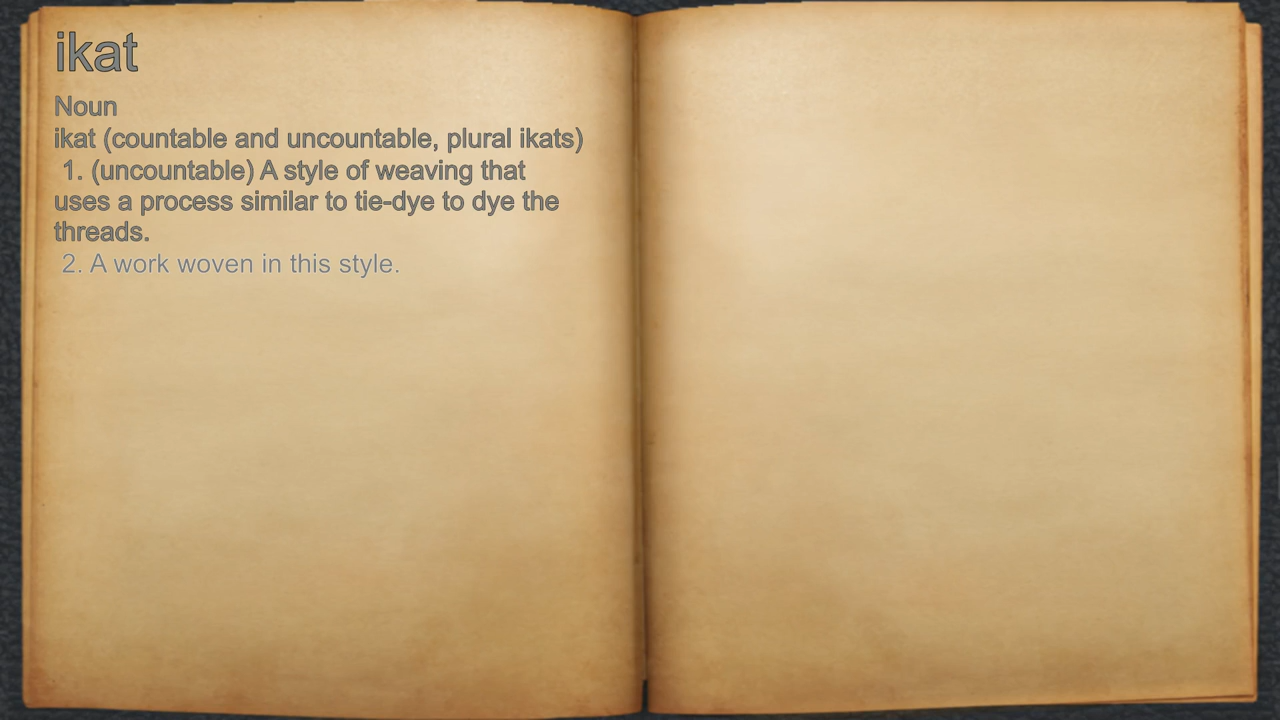 ikat
Noun
ikat (countable and uncountable, plural ikats)
1. (uncountable) A style of weaving that
uses a process similar to tie-dye to dye the
threads.
2. A work woven in this style.